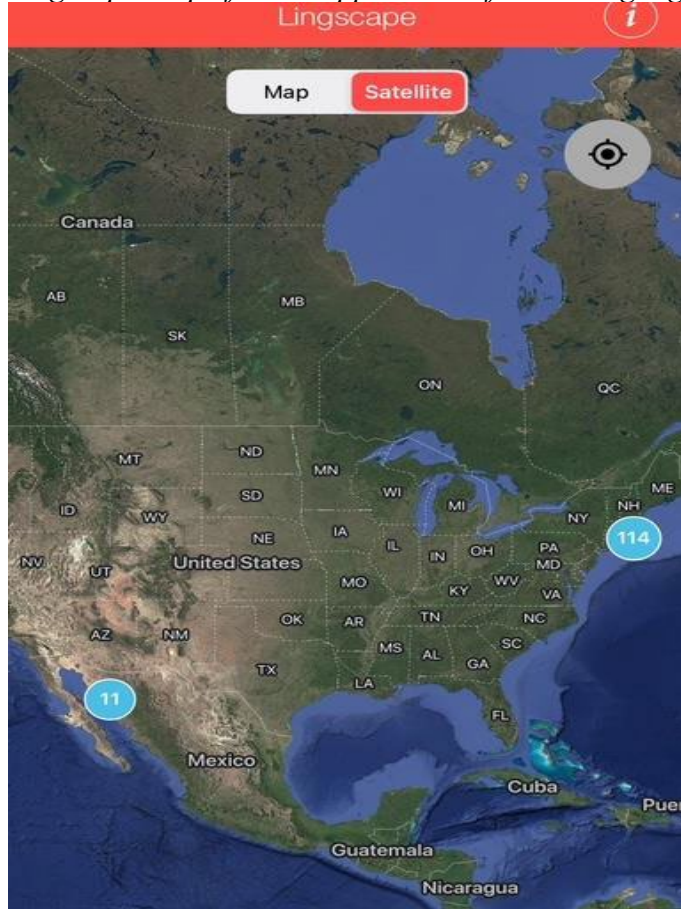 Lingscape
i
Map Satellite
Canada
AB
MB
SK
ON
QC
MT
ND
MN
ID
SD
WI
MI
ME
WY
NH
NY
114
NE
IA
NV
UT
United States
IL
IN
OH
PA
MD
MO
KY
WV
VA
OK
AR
TN
NC
AZ
NM
MS
AL
SC
TX
GA
LA
11
FL
Mexico
Cuba
Puer
Guatemala
Nicaragua